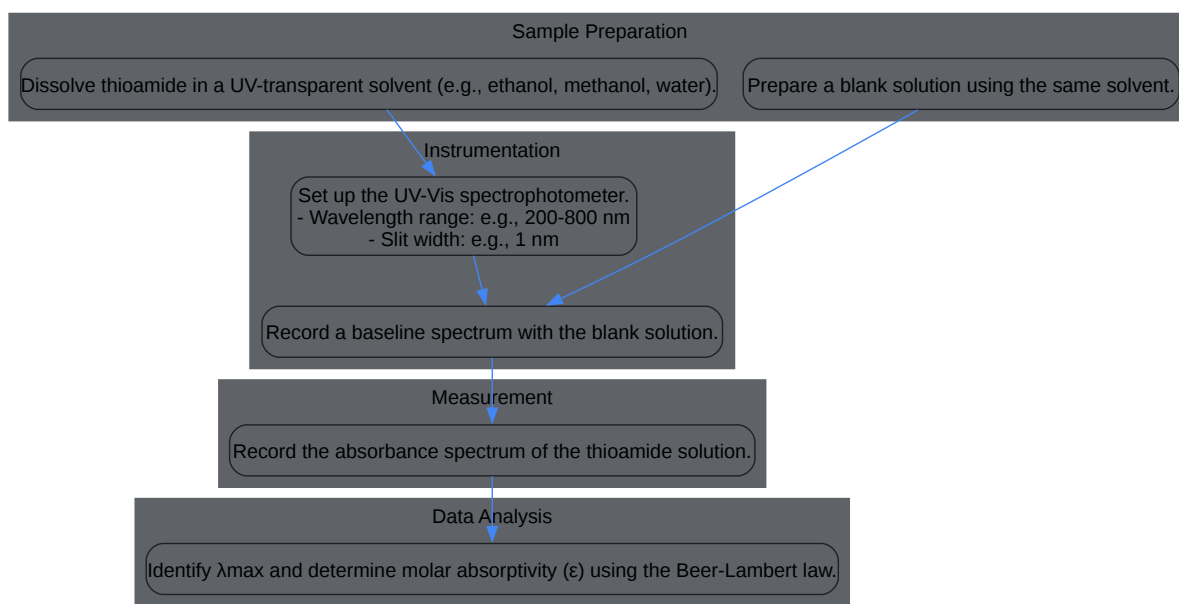 Sample Preparation
Dissolve thioamide in a UV-transparent solvent (e.g., ethanol, methanol, water).
Prepare a blank solution using the same solvent.
Instrumentation
Set up the UV-Vis spectrophotometer.
- Wavelength range: e.g., 200-800 nm
- Slit width: e.g., 1 nm
Record a baseline spectrum with the blank solution.
Measurement
Record the absorbance spectrum of the thioamide solution.
Data Analysis
Identify λmax and determine molar absorptivity (ε) using the Beer-Lambert law.